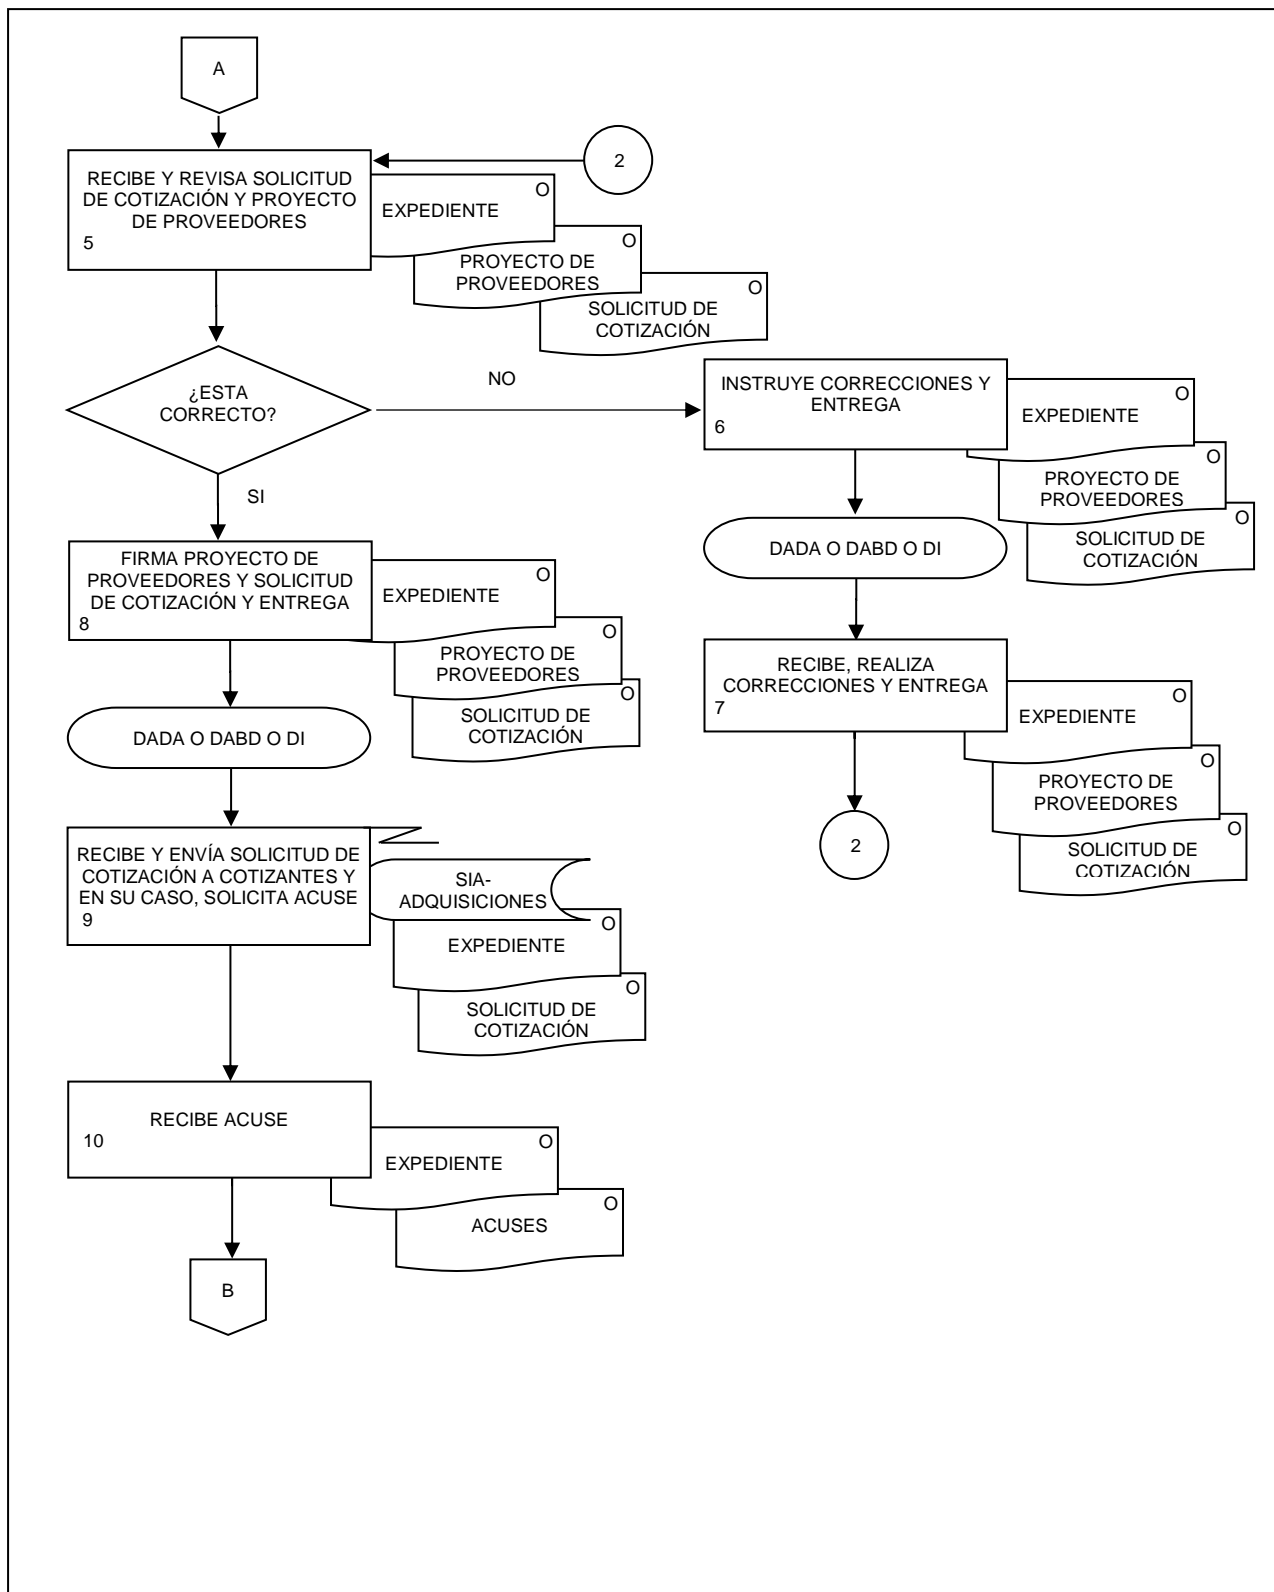 A
2
RECIBE Y REVISA SOLICITUD
DE COTIZACIÓN Y PROYECTO
DE PROVEEDORES
5
O
EXPEDIENTE
O
PROYECTO DE
PROVEEDORES
O
SOLICITUD DE
COTIZACIÓN
¿ESTA
CORRECTO?
NO
SI
INSTRUYE CORRECCIONES Y
ENTREGA
6
O
EXPEDIENTE
O
PROYECTO DE
PROVEEDORES
O
SOLICITUD DE
COTIZACIÓN
DADA O DABD O DI
RECIBE, REALIZA
CORRECCIONES Y ENTREGA
7
O
EXPEDIENTE
O
PROYECTO DE
PROVEEDORES
O
SOLICITUD DE
COTIZACIÓN
2
FIRMA PROYECTO DE
PROVEEDORES Y SOLICITUD
DE COTIZACIÓN Y ENTREGA
8
O
EXPEDIENTE
O
PROYECTO DE
PROVEEDORES
O
SOLICITUD DE
COTIZACIÓN
DADA O DABD O DI
RECIBE Y ENVÍA SOLICITUD DE
COTIZACIÓN A COTIZANTES Y
EN SU CASO, SOLICITA ACUSE
9
SIA-
ADQUISICIONES
O
EXPEDIENTE
O
SOLICITUD DE
COTIZACIÓN
RECIBE ACUSE
10
O
EXPEDIENTE
O
ACUSES
B